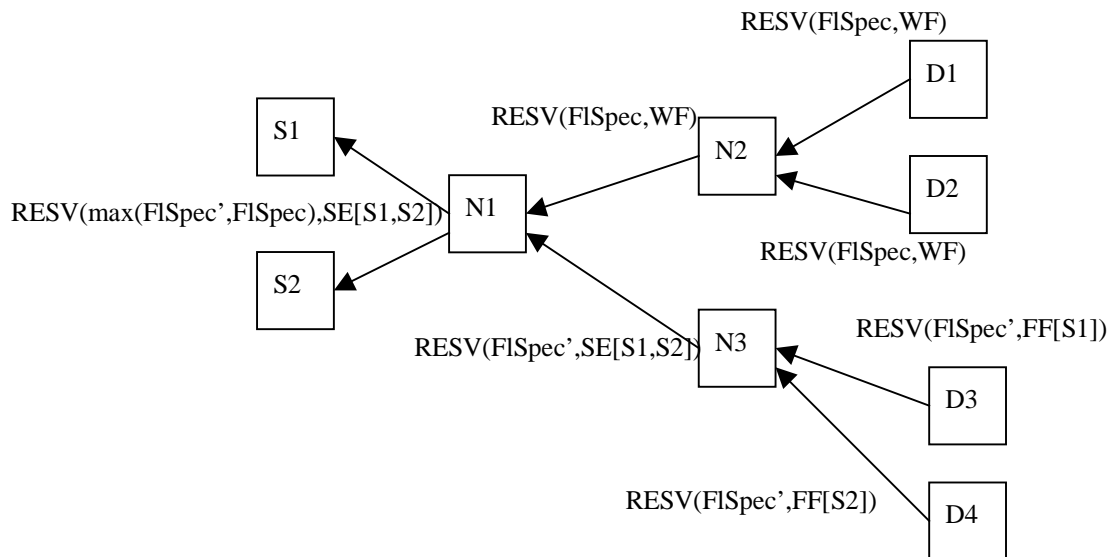 RESV(FlSpec,WF)
D1
S1
RESV(FlSpec,WF)
N2
D2
RESV(max(FlSpec’,FlSpec),SE[S1,S2])
N1
RESV(FlSpec,WF)
S2
RESV(FlSpec’,FF[S1])
RESV(FlSpec’,SE[S1,S2])
N3
D3
RESV(FlSpec’,FF[S2])
D4